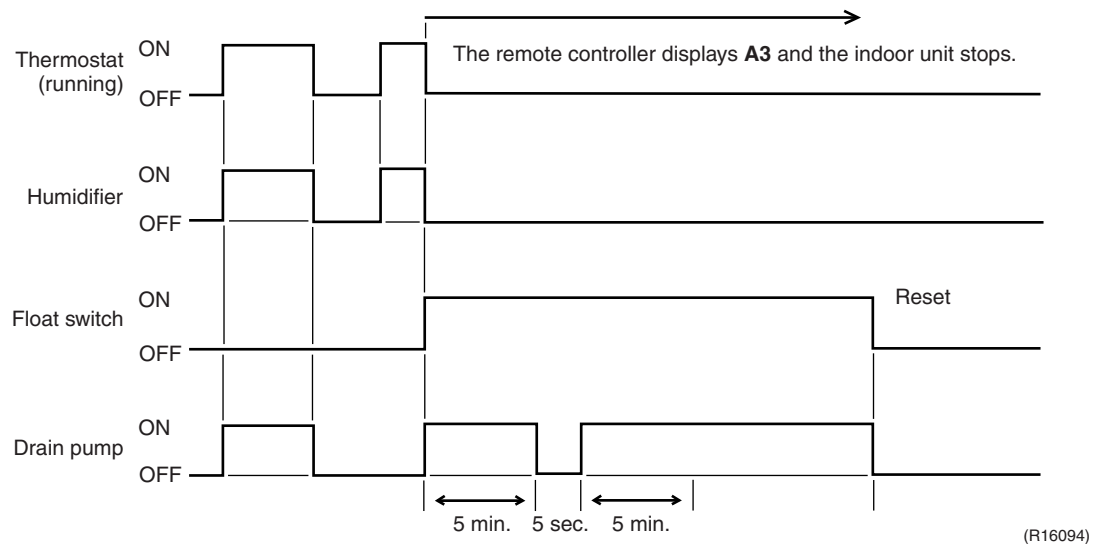 The remote controller displays A3 and the indoor unit stops.
Thermostat
(running)
ON
OFF
Humidifier
ON
OFF
Float switch
ON
OFF
Reset
Drain pump
ON
OFF
5 min. 5 sec. 5 min.
(R16094)